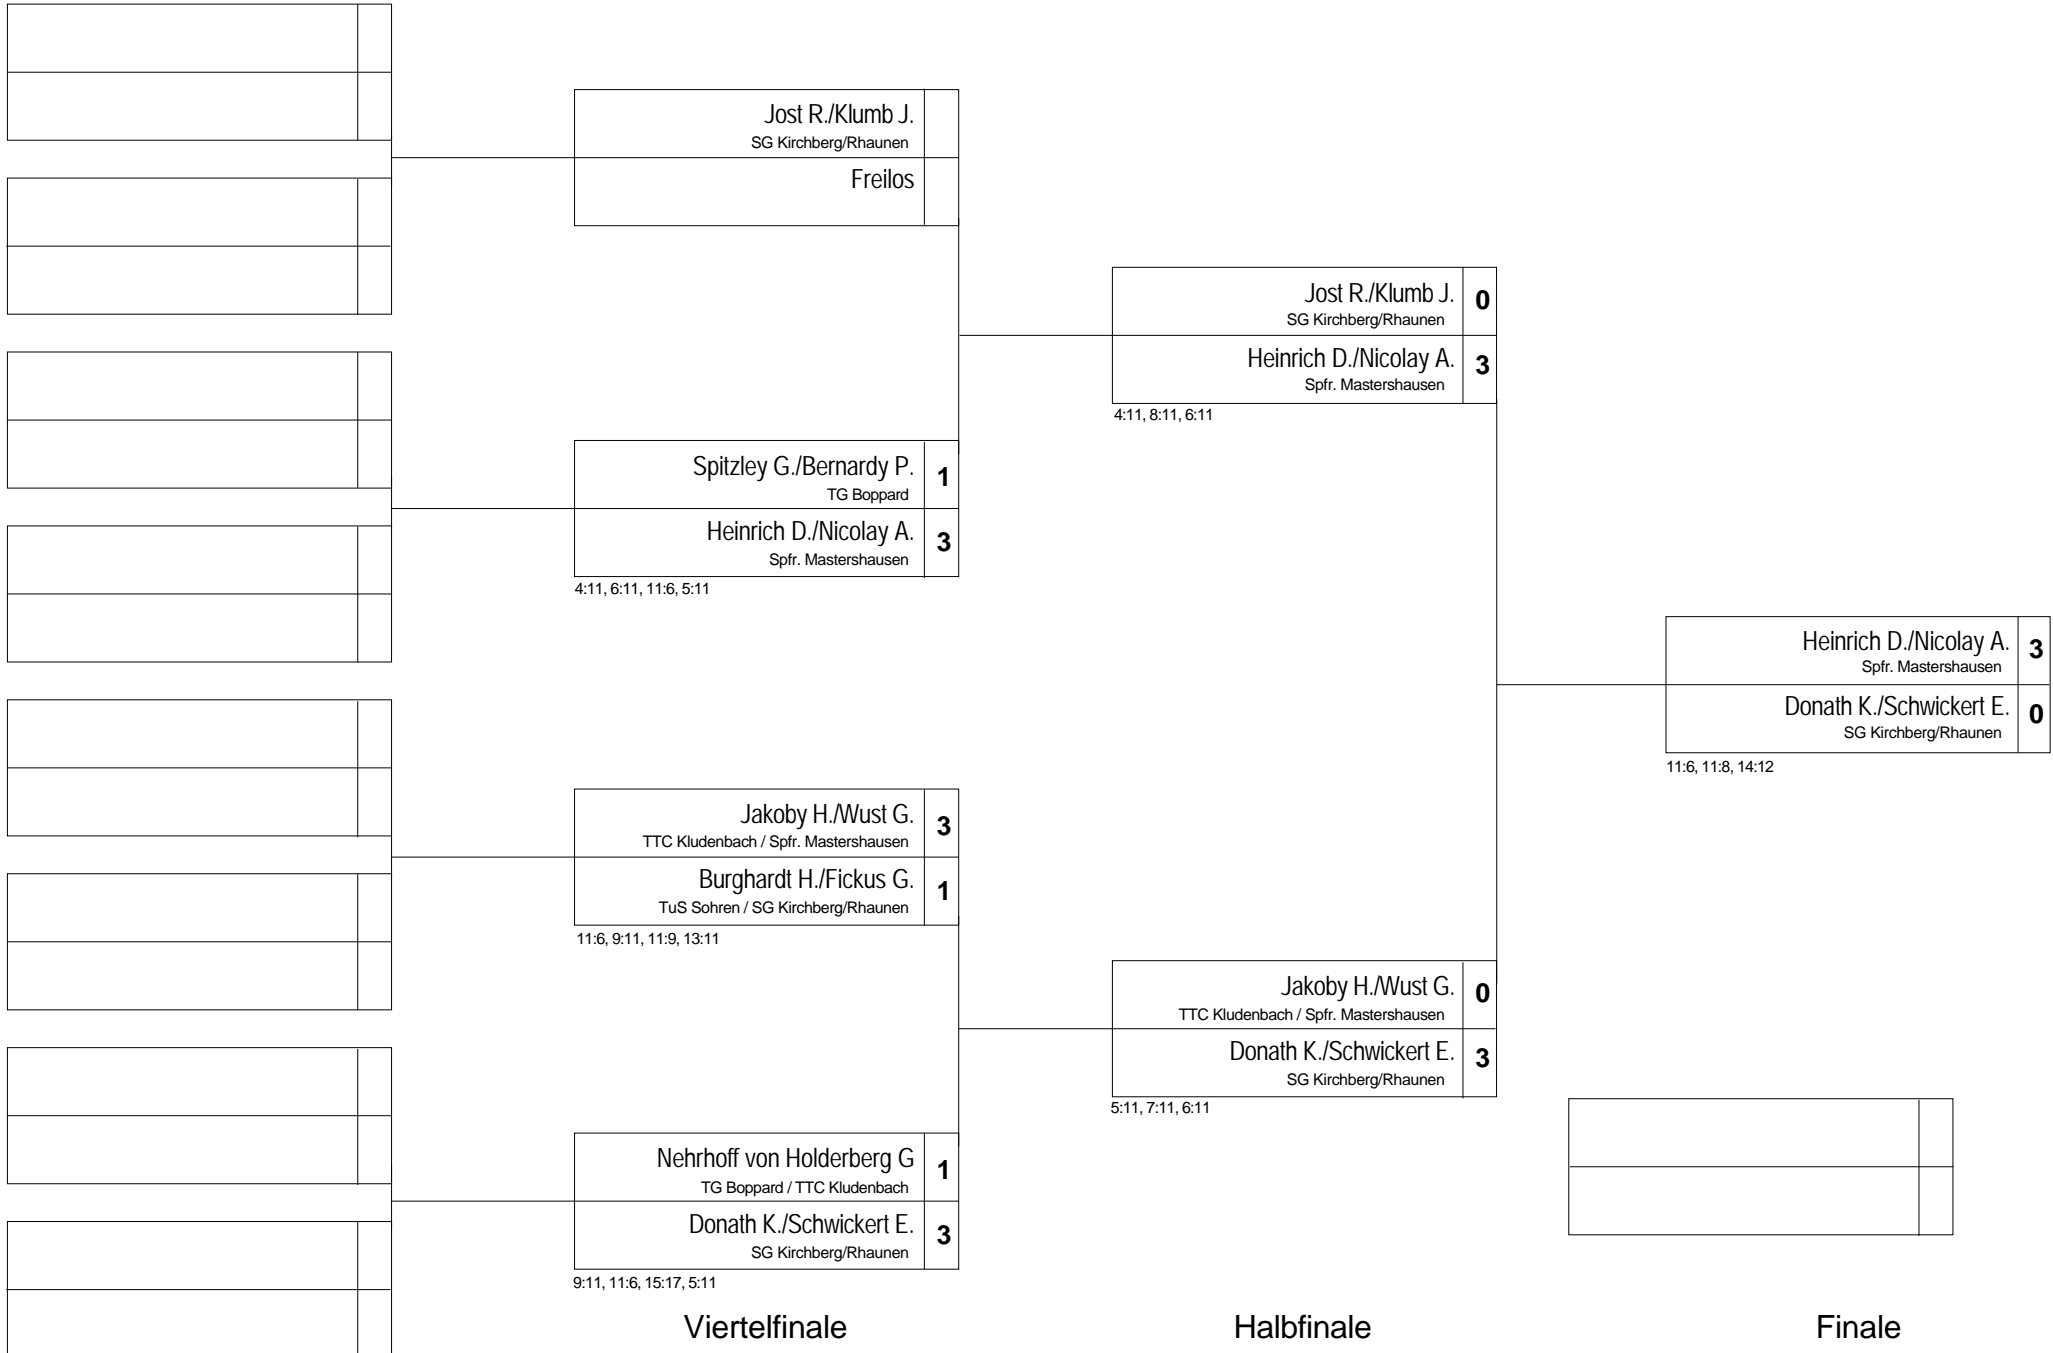 Jost R./Klumb J.
SG Kirchberg/Rhaunen
Freilos
Spitzley G./Bernardy P. 1
TG Boppard
Heinrich D./Nicolay A. 3
Spfr. Mastershausen
4:11, 6:11, 11:6, 5:11
Jakoby H./Wust G. 3
TTC Kludenbach / Spfr. Mastershausen
Burghardt H./Fickus G. 1
TuS Sohren / SG Kirchberg/Rhaunen
11:6, 9:11, 11:9, 13:11
Nehrhoff von Holderberg G 1
TG Boppard / TTC Kludenbach
Donath K./Schwickert E. 3
SG Kirchberg/Rhaunen
9:11, 11:6, 15:17, 5:11
Viertelfinale
Jost R./Klumb J. 0
SG Kirchberg/Rhaunen
Heinrich D./Nicolay A. 3
Spfr. Mastershausen
4:11, 8:11, 6:11
Jakoby H./Wust G. 0
TTC Kludenbach / Spfr. Mastershausen
Donath K./Schwickert E. 3
SG Kirchberg/Rhaunen
5:11, 7:11, 6:11
Halbfinale
Heinrich D./Nicolay A. 3
Spfr. Mastershausen
Donath K./Schwickert E. 0
SG Kirchberg/Rhaunen
11:6, 11:8, 14:12
Finale